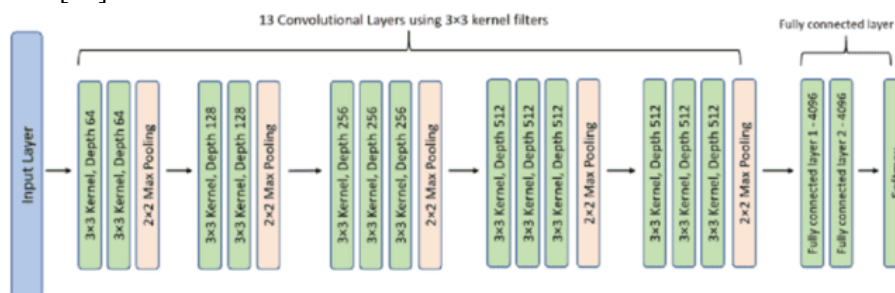 13 Convolutional Layers using 3×3 kernel filters
Fully connected layer
Input Layer
3×3 Kernel, Depth 64
3×3 Kernel, Depth 64
2×2 Max Pooling
3×3 Kernel, Depth 128
3×3 Kernel, Depth 128
2×2 Max Pooling
3×3 Kernel, Depth 256
3×3 Kernel, Depth 256
3×3 Kernel, Depth 256
2×2 Max Pooling
3×3 Kernel, Depth 512
3×3 Kernel, Depth 512
3×3 Kernel, Depth 512
2×2 Max Pooling
3×3 Kernel, Depth 512
3×3 Kernel, Depth 512
3×3 Kernel, Depth 512
2×2 Max Pooling
Fully connected layer 1 - 4096
Fully connected layer 2 - 4096